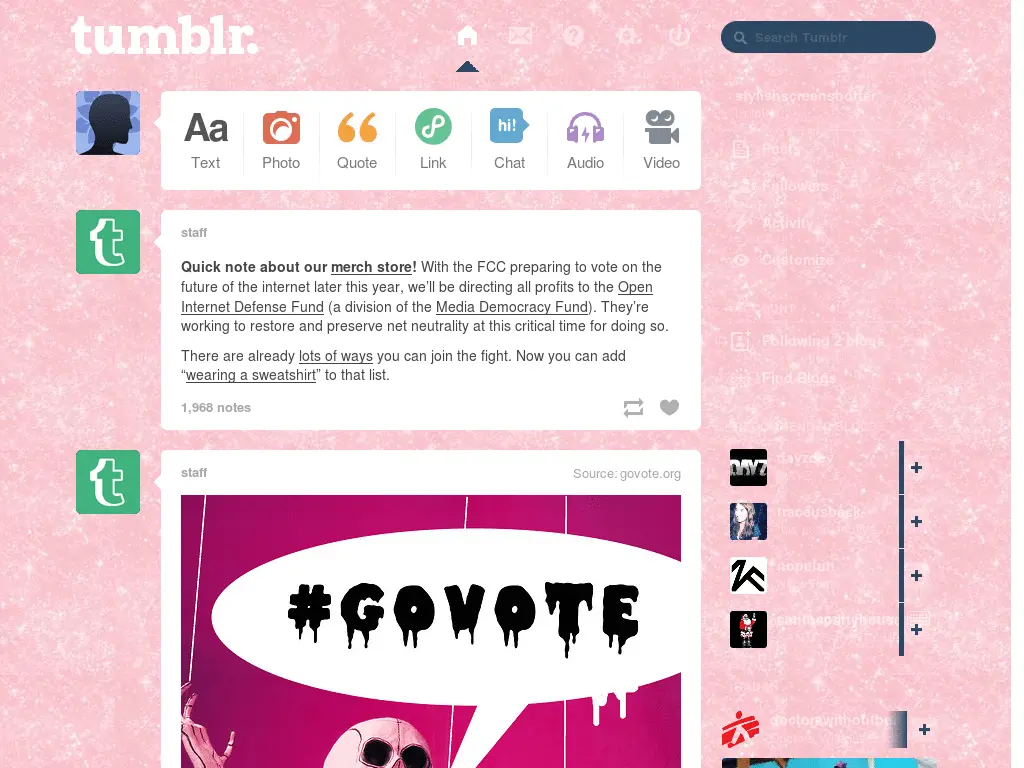 tumblr.
Search Tumblr
stylishscreenshotter
Aa
hi!
Text
Photo
Quote
Link
Chat
Audio
Video
Posts
Followers
Activity
Customize
staff
Quick note about our merch store! With the FCC preparing to vote on the
future of the internet later this year, we’ll be directing all profits to the Open
Internet Defense Fund (a division of the Media Democracy Fund). They’re
working to restore and preserve net neutrality at this critical time for doing so.
There are already lots of ways you can join the fight. Now you can add
“wearing a sweatshirt” to that list.
1,968 notes
Following 2 blogs
Find Blogs
t
staff
Source: govote.org
#GOVOTE
t
DAYZ
dayzdev